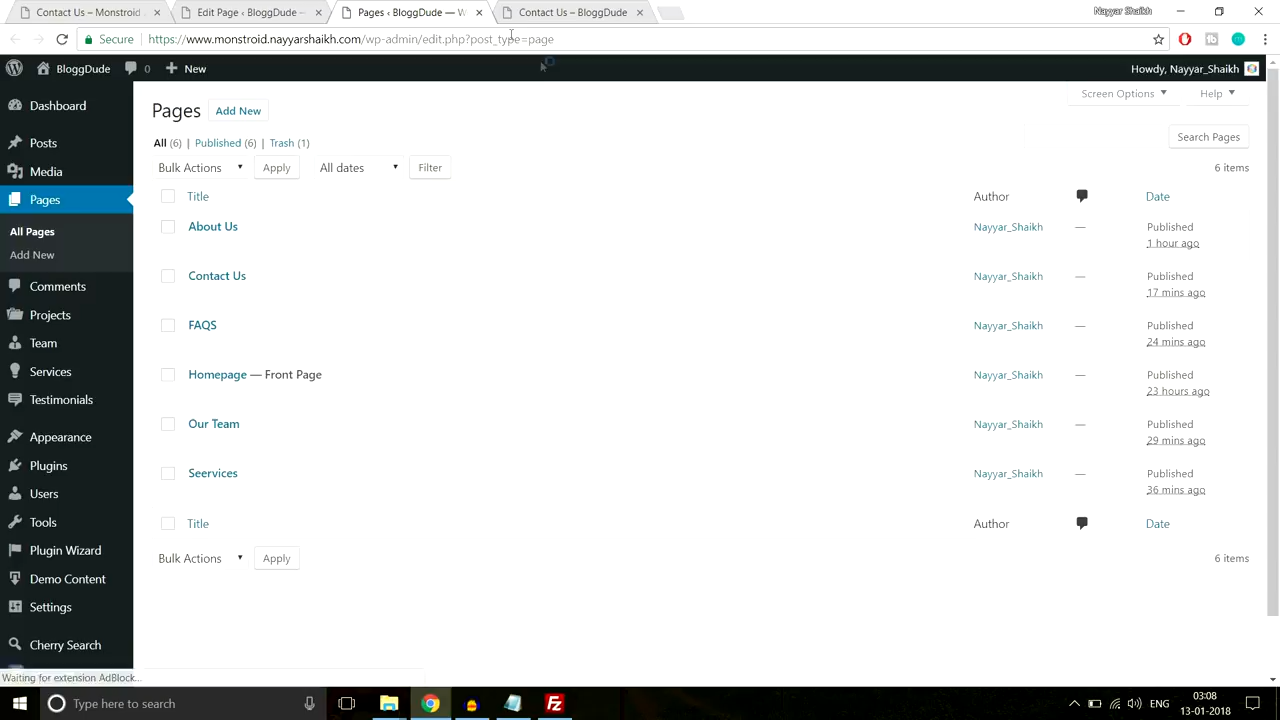 Contact Us – Monstroid
Edit Page ‹ BloggDude —
Pages ‹ BloggDude — W
Contact Us – BloggDude
Nayyar Shaikh
Secure
https://www.monstroid.nayyarshaikh.com/wp-admin/edit.php?post_type=page
BloggDude
0
New
Howdy, Nayyar_Shaikh
Dashboard
Posts
Media
Pages
All Pages
Add New
Comments
Projects
Team
Services
Testimonials
Appearance
Plugins
Users
Tools
Plugin Wizard
Demo Content
Settings
Cherry Search
Pages Add New
Screen Options
Help
All (6) | Published (6) | Trash (1)
Search Pages
Bulk Actions Apply All dates Filter 6 items
Title Author Date
About Us Nayyar_Shaikh — Published
1 hour ago
Contact Us Nayyar_Shaikh — Published
17 mins ago
FAQS Nayyar_Shaikh — Published
24 mins ago
Homepage — Front Page Nayyar_Shaikh — Published
23 hours ago
Our Team Nayyar_Shaikh — Published
29 mins ago
Seervices Nayyar_Shaikh — Published
36 mins ago
Title Author Date
Bulk Actions Apply 6 items
Waiting for extension AdBlock...
Type here to search
ENG
03:08
13-01-2018